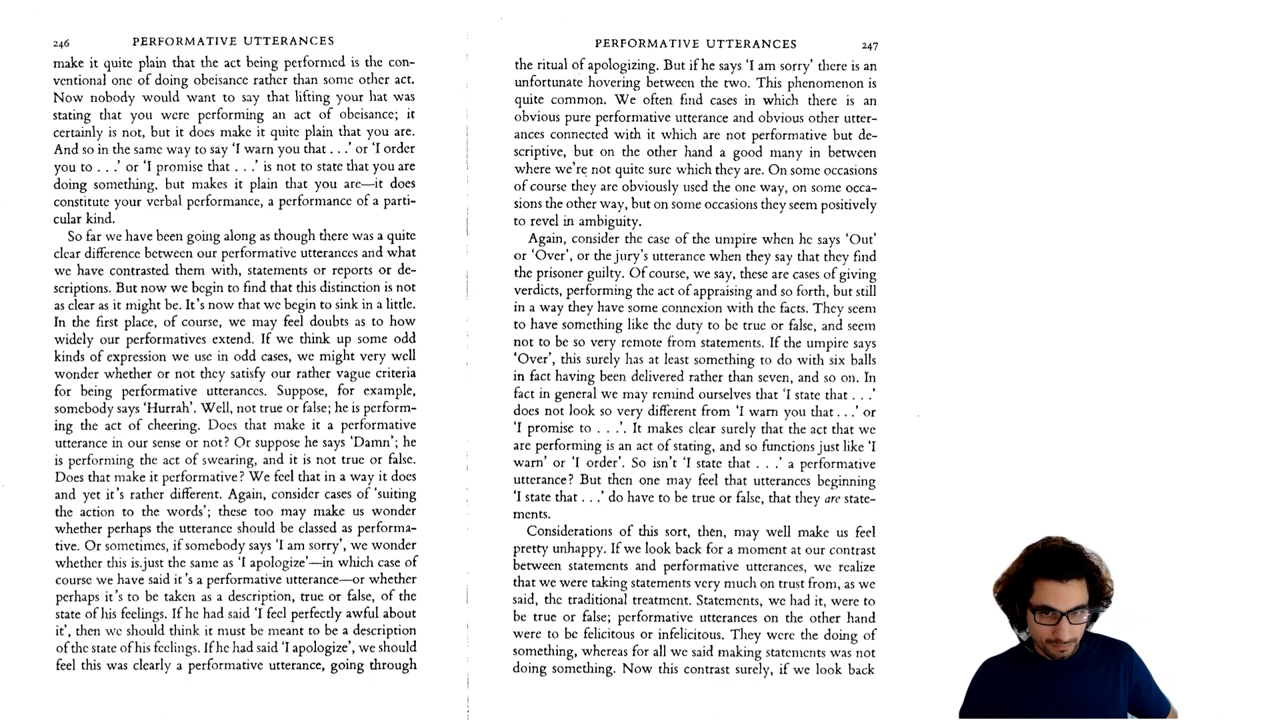 246
PERFORMATIVE UTTERANCES
make it quite plain that the act being performed is the con-
ventional one of doing obeisance rather than some other act.
Now nobody would want to say that lifting your hat was
stating that you were performing an act of obeisance; it
certainly is not, but it does make it quite plain that you are.
And so in the same way to say ‘I warn you that . . .’ or ‘I order
you to . . .’ or ‘I promise that . . .’ is not to state that you are
doing something, but makes it plain that you are—it does
constitute your verbal performance, a performance of a parti-
cular kind.
So far we have been going along as though there was a quite
clear difference between our performative utterances and what
we have contrasted them with, statements or reports or de-
scriptions. But now we begin to find that this distinction is not
as clear as it might be. It’s now that we begin to sink in a little.
In the first place, of course, we may feel doubts as to how
widely our performatives extend. If we think up some odd
kinds of expression we use in odd cases, we might very well
wonder whether or not they satisfy our rather vague criteria
for being performative utterances. Suppose, for example,
somebody says ‘Hurrah’. Well, not true or false; he is perform-
ing the act of cheering. Does that make it a performative
utterance in our sense or not? Or suppose he says ‘Damn’; he
is performing the act of swearing, and it is not true or false.
Does that make it performative? We feel that in a way it does
and yet it’s rather different. Again, consider cases of ‘suiting
the action to the words’; these too may make us wonder
whether perhaps the utterance should be classed as performa-
tive. Or sometimes, if somebody says ‘I am sorry’, we wonder
whether this is just the same as ‘I apologize’—in which case of
course we have said it’s a performative utterance—or whether
perhaps it’s to be taken as a description, true or false, of the
state of his feelings. If he had said ‘I feel perfectly awful about
it’, then we should think it must be meant to be a description
of the state of his feelings. If he had said ‘I apologize’, we should
feel this was clearly a performative utterance, going through
PERFORMATIVE UTTERANCES
247
the ritual of apologizing. But if he says ‘I am sorry’ there is an
unfortunate hovering between the two. This phenomenon is
quite common. We often find cases in which there is an
obvious pure performative utterance and obvious other utter-
ances connected with it which are not performative but de-
scriptive, but on the other hand a good many in between
where we’re not quite sure which they are. On some occasions
of course they are obviously used the one way, on some occa-
sions the other way, but on some occasions they seem positively
to revel in ambiguity.
Again, consider the case of the umpire when he says ‘Out’
or ‘Over’, or the jury’s utterance when they say that they find
the prisoner guilty. Of course, we say, these are cases of giving
verdicts, performing the act of appraising and so forth, but still
in a way they have some connexion with the facts. They seem
to have something like the duty to be true or false, and seem
not to be so very remote from statements. If the umpire says
‘Over’, this surely has at least something to do with six balls
in fact having been delivered rather than seven, and so on. In
fact in general we may remind ourselves that ‘I state that . . .’
does not look so very different from ‘I warn you that . . .’ or
‘I promise to . . .’. It makes clear surely that the act that we
are performing is an act of stating, and so functions just like ‘I
warn’ or ‘I order’. So isn’t ‘I state that . . .’ a performative
utterance? But then one may feel that utterances beginning
‘I state that . . .’ do have to be true or false, that they are state-
ments.
Considerations of this sort, then, may well make us feel
pretty unhappy. If we look back for a moment at our contrast
between statements and performative utterances, we realize
that we were taking statements very much on trust from, as we
said, the traditional treatment. Statements, we had it, were to
be true or false; performative utterances on the other hand
were to be felicitous or infelicitous. They were the doing of
something, whereas for all we said making statements was not
doing something. Now this contrast surely, if we look back